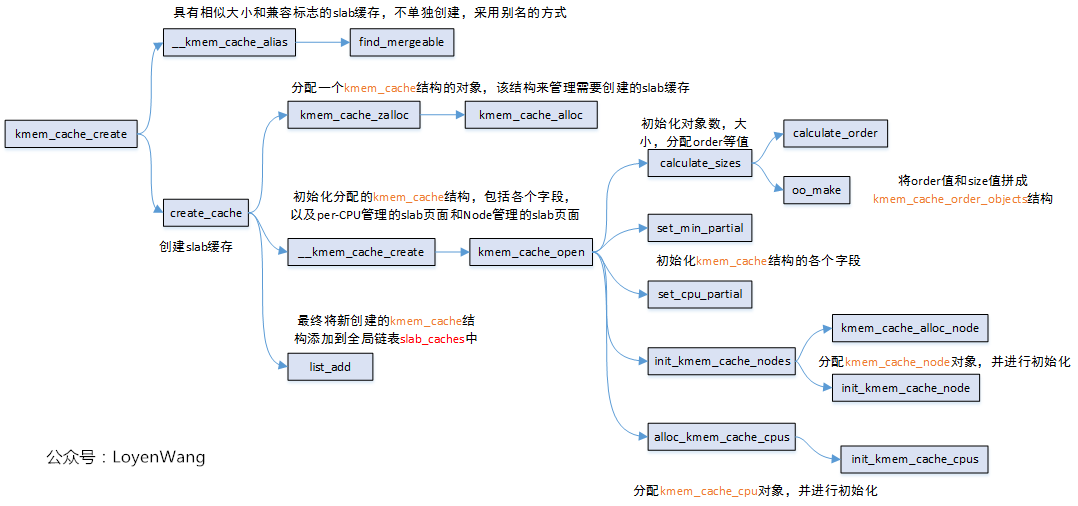 具有相似大小和兼容标志的slab缓存，不单独创建，采用别名的方式
__kmem_cache_alias
find_mergeable
分配一个kmem_cache结构的对象，该结构来管理需要创建的slab缓存
kmem_cache_zalloc
kmem_cache_alloc
kmem_cache_create
初始化对象数，大
小，分配order等值
calculate_order
calculate_sizes
oo_make
将order值和size值拼成
kmem_cache_order_objects结构
初始化分配的kmem_cache结构，包括各个字段，
以及per-CPU管理的slab页面和Node管理的slab页面
create_cache
创建slab缓存
__kmem_cache_create
kmem_cache_open
set_min_partial
初始化kmem_cache结构的各个字段
set_cpu_partial
最终将新创建的kmem_cache结
构添加到全局链表slab_caches中
list_add
kmem_cache_alloc_node
init_kmem_cache_nodes
分配kmem_cache_node对象，并进行初始化
init_kmem_cache_node
alloc_kmem_cache_cpus
init_kmem_cache_cpus
分配kmem_cache_cpu对象，并进行初始化
公众号：LoyenWang